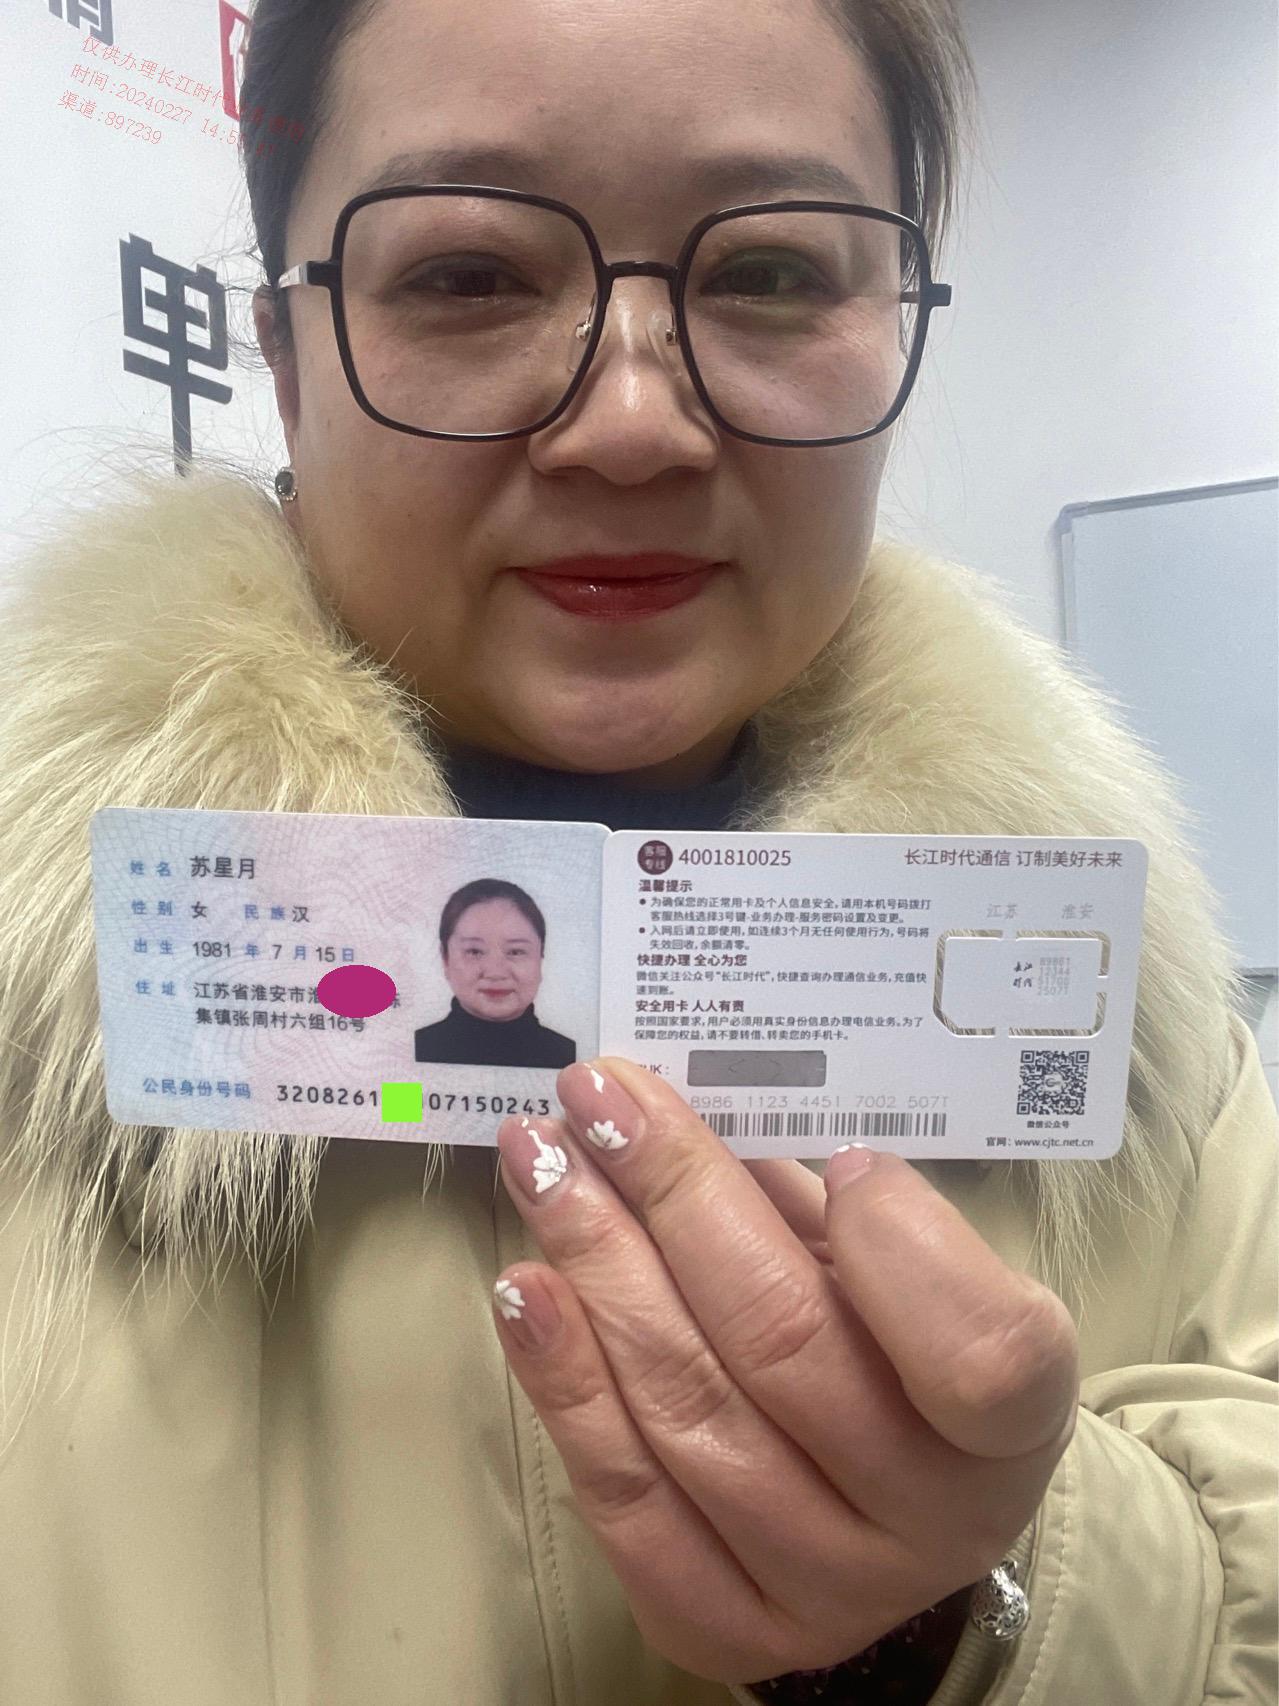 仅供办理长江时代业务使用
时间:20240227 14:5
渠道:897239
单
姓名 苏星月
性别 女 民族 汉
出生 1981 年 7 月 15 日
住址 江苏省淮安市
集镇张周村六组16号
公民身份号码 3208261 07150243
客服专线 4001810025
长江时代通信 订制美好未来
温馨提示
● 为确保您的正常用卡及个人信息安全,请用本机号码拨打
客服热线选择3号键-业务办理-服务密码设置及变更。
● 入网后请立即使用,如连续3个月无任何使用行为,号码将
失效回收,余额清零。
快捷办理 全心为您
微信关注公众号“长江时代”,快捷查询办理通信业务,充值快
速到账。
安全用卡 人人有责
按照国家要求,用户必须用真实身份信息办理电信业务。为了
保障您的权益,请不要转借、转卖您的手机卡。
江苏 淮安
长江
时代
89861
12344
51700
25071
UK:
8986 1123 4451 7002 5071
微信公众号
官网:www.cjtc.net.cn